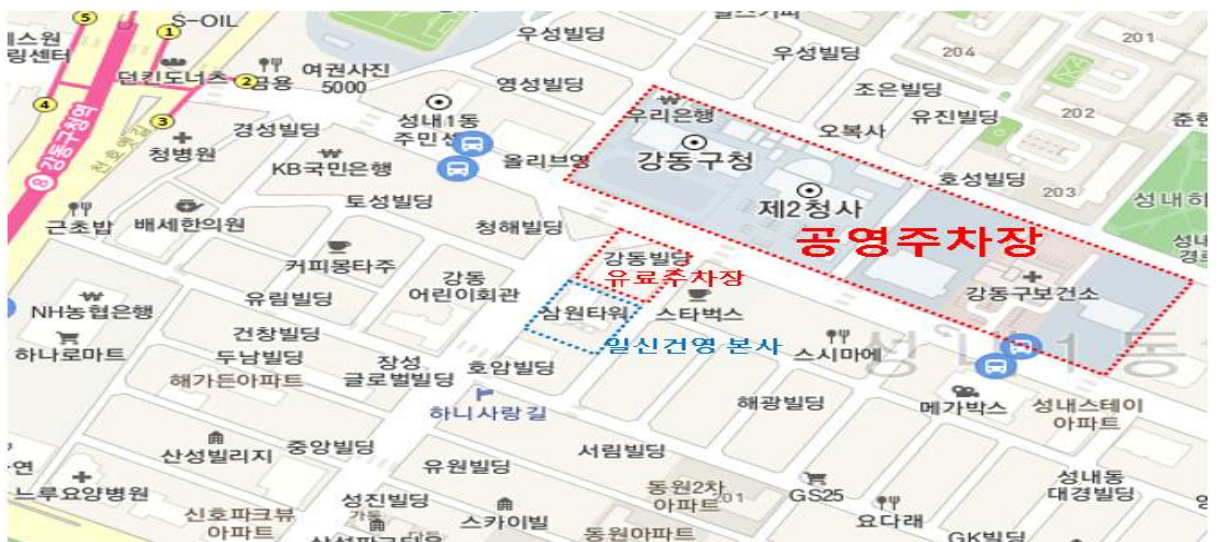 S-OIL
5
1
우성빌딩
201
우성빌딩
204
링센터
던킨도너츠
2
여권사진
5000
영성빌딩
조은빌딩
4
3
성내1동
우리은행
유진빌딩
202
경성빌딩
오복사
청병원
올리브영
강동구청
KB국민은행
호성빌딩
203
8 강동구청역
천호옛길
토성빌딩
제2청사
근초밥
배세한의원
청해빌딩
공영주차장
강동빌딩
커피몽타주
유료주차장
강동
어린이회관
강동구보건소
NH농협은행
유림빌딩
삼원타워
스타벅스
건창빌딩
하나로마트
두남빌딩
일신건영 본사
스시마에
성내1동
장성
글로벌빌딩
호암빌딩
해가든아파트
하니사랑길
해광빌딩
메가박스
성내스테이
아파트
산성빌리지
중앙빌딩
서림빌딩
유원빌딩
느루요양병원
동원2차
아파트
01
GS25
성내동
대경빌딩
성진빌딩
신호파크뷰
아파트
스카이빌
요다래
동원아파트
GK빌딩